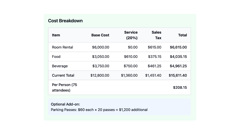 Cost Breakdown
Item Base Cost Service (20%) Sales Tax Total
Room Rental $6,000.00 $0.00 $615.00 $6,615.00
Food $3,050.00 $610.00 $375.15 $4,035.15
Beverage $3,750.00 $750.00 $461.25 $4,961.25
Current Total $12,800.00 $1,360.00 $1,451.40 $15,611.40
Per Person (75 attendees) $208.15
Optional Add-on:
Parking Passes: $60 each × 20 passes = $1,200 additional